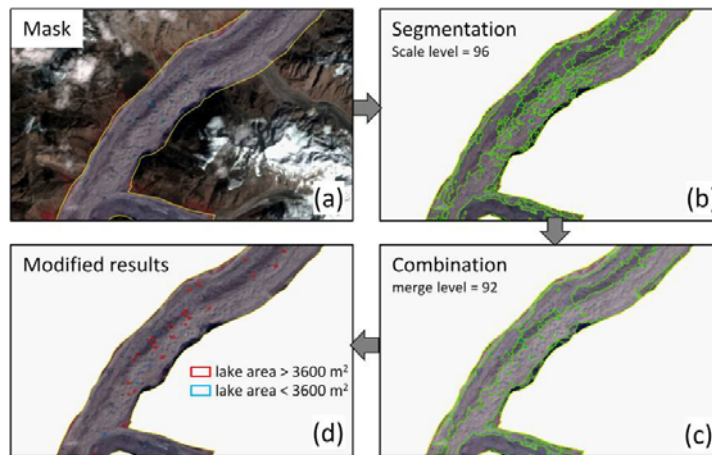 Mask
(a)
Segmentation
Scale level = 96
(b)
Combination
merge level = 92
(c)
Modified results
lake area > 3600 m²
lake area < 3600 m²
(d)